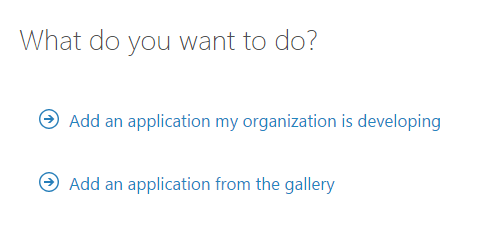 What do you want to do?
Add an application my organization is developing
Add an application from the gallery